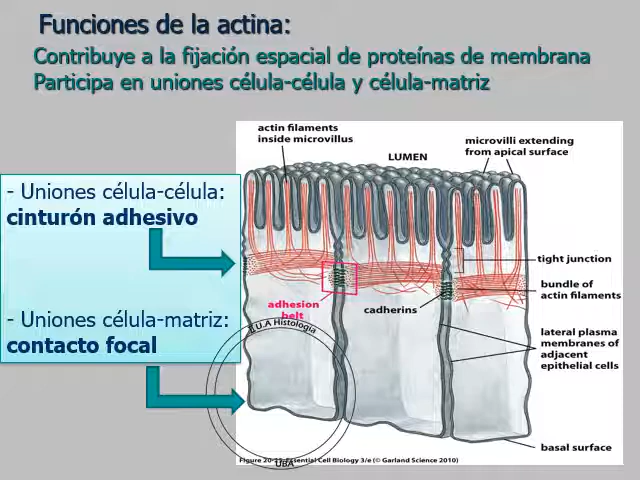 Funciones de la actina:
Contribuye a la fijación espacial de proteínas de membrana
Participa en uniones célula-célula y célula-matriz
actin filaments
inside microvillus
LUMEN
microvilli extending
from apical surface
- Uniones célula-célula:
cinturón adhesivo
tight junction
bundle of
actin filaments
adhesion
belt
cadherins
- Uniones célula-matriz:
contacto focal
lateral plasma
membranes of
adjacent
epithelial cells
basal surface
U.A Histología
UBA
Essential Cell Biology 3/e (© Garland Science 2010)